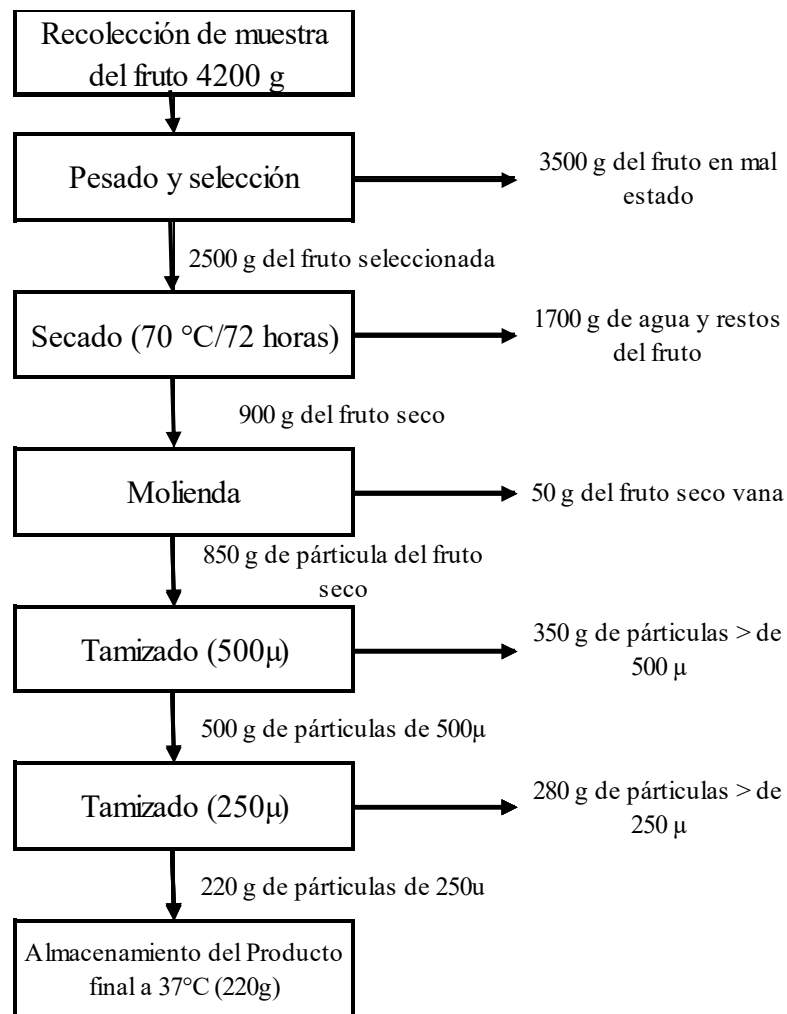 Recolección de muestra
del fruto 4200 g
Pesado y selección
3500 g del fruto en mal
estado
2500 g del fruto seleccionada
Secado (70 °C/72 horas)
1700 g de agua y restos
del fruto
900 g del fruto seco
Molienda
50 g del fruto seco vana
850 g de párticula del fruto
seco
Tamizado (500μ)
350 g de párticulas > de
500 μ
500 g de párticulas de 500μ
Tamizado (250μ)
280 g de párticulas > de
250 μ
220 g de párticulas de 250u
Almacenamiento del Producto
final a 37°C (220g)